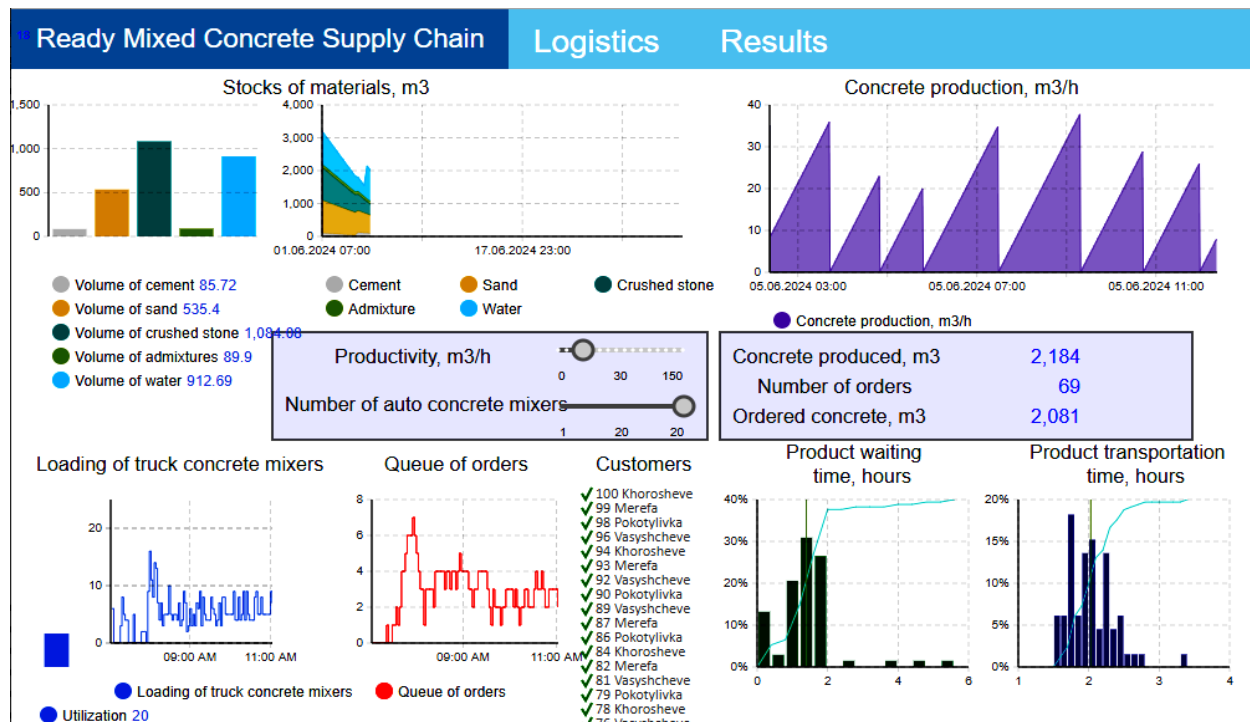 18 Ready Mixed Concrete Supply Chain Logistics Results
Stocks of materials, m3
1,500
1,000
500
0
4,000
3,000
2,000
1,000
0
01.06.2024 07:00 17.06.2024 23:00
Volume of cement 85.72
Volume of sand 535.4
Volume of crushed stone 1,084.08
Volume of admixtures 89.9
Volume of water 912.69
Cement Sand Crushed stone
Admixture Water
Concrete production, m3/h
40
30
20
10
0
05.06.2024 03:00 05.06.2024 07:00 05.06.2024 11:00
Concrete production, m3/h
Productivity, m3/h
0 30 150
Number of auto concrete mixers
1 20 20
Concrete produced, m3 2,184
Number of orders 69
Ordered concrete, m3 2,081
Loading of truck concrete mixers
20
10
0
09:00 AM 11:00 AM
Loading of truck concrete mixers
Utilization 20
Queue of orders
8
6
4
2
0
09:00 AM 11:00 AM
Queue of orders
Customers
100 Khorosheve
99 Merefa
98 Pokotylivka
96 Vasyshcheve
94 Khorosheve
93 Merefa
92 Vasyshcheve
90 Pokotylivka
89 Vasyshcheve
87 Merefa
86 Pokotylivka
84 Khorosheve
82 Merefa
81 Vasyshcheve
79 Pokotylivka
78 Khorosheve
76 Vasyshcheve
Product waiting
time, hours
40%
30%
20%
10%
0%
0 2 4 6
Product transportation
time, hours
20%
15%
10%
5%
0%
1 2 3 4